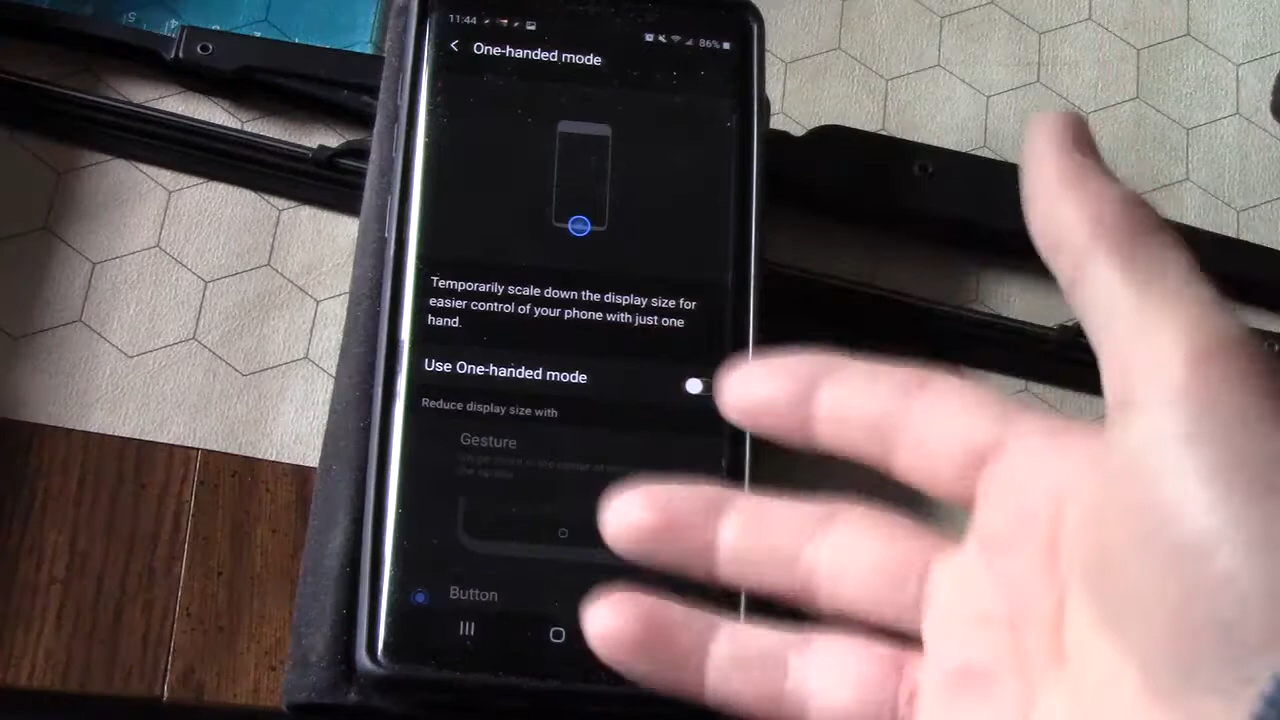 11:44
86%
One-handed mode
Temporarily scale down the display size for
easier control of your phone with just one
hand.
Use One-handed mode
Reduce display size with
Gesture
Button